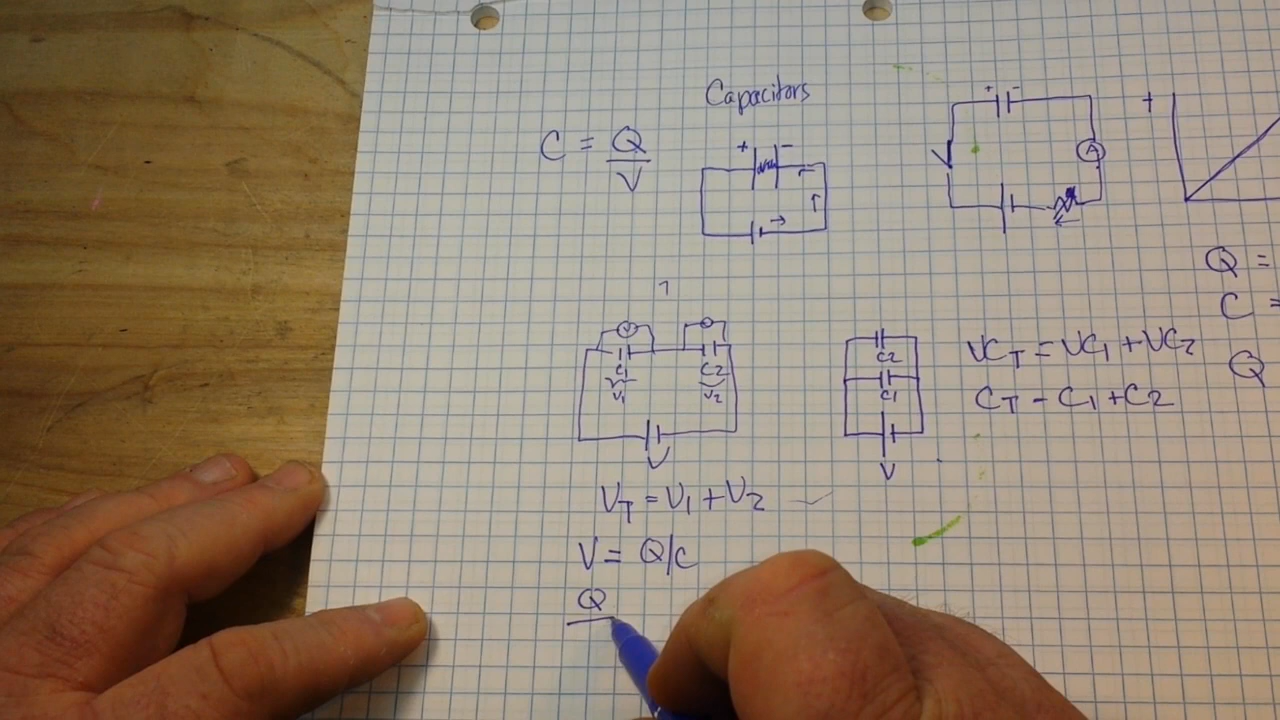 Capacitors
C = Q/V
+ -
+ -
A
+
Q =
C =
Q
V
C1
V1
C2
V2
V
C2
C1
V
VCT = VC1 + VC2
CT - C1 + C2
VT = V1 + V2
V = Q/C
Q